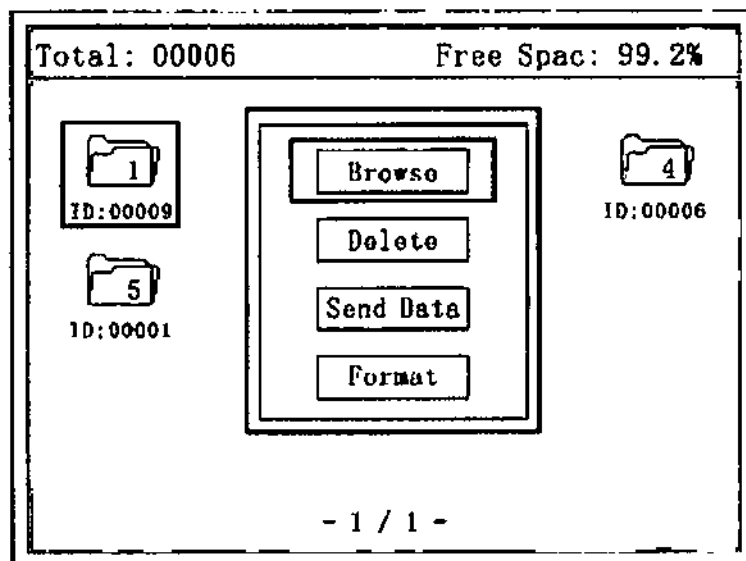 Total: 00006 Free Spac: 99.2%
1
ID:00009
Browse
Delete
Send Data
Format
4
ID:00006
5
ID:00001
- 1 / 1 -